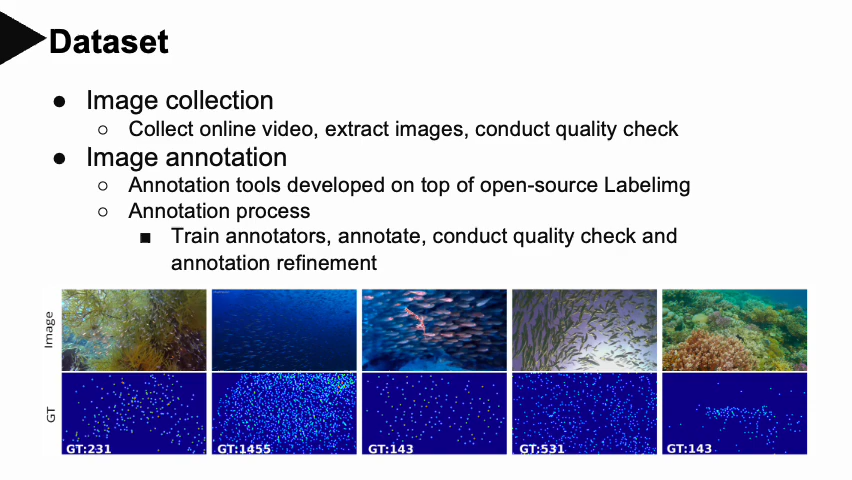 Dataset
● Image collection
○ Collect online video, extract images, conduct quality check
● Image annotation
○ Annotation tools developed on top of open-source Labelimg
○ Annotation process
■ Train annotators, annotate, conduct quality check and
annotation refinement
Image
GT
GT:231
GT:1455
GT:143
GT:531
GT:143